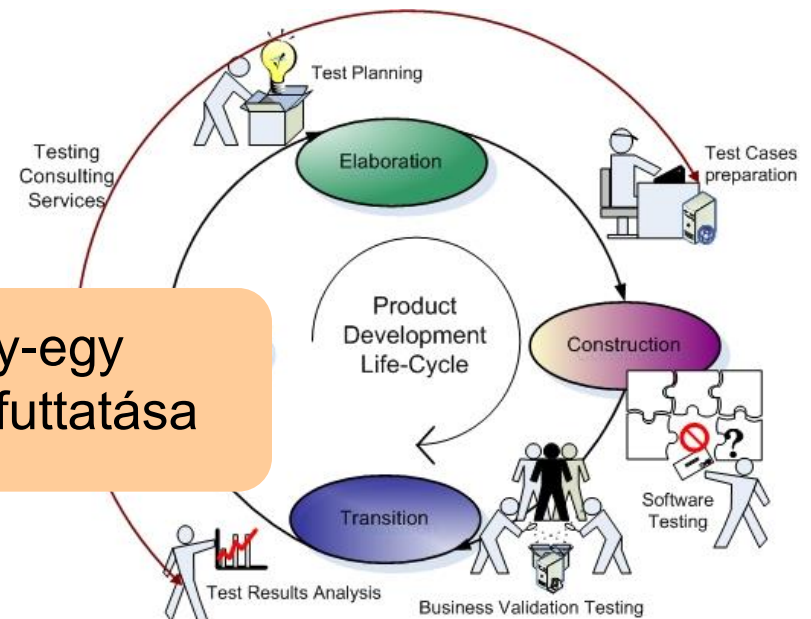 Test Planning
Elaboration
Testing
Consulting
Services
Test Cases
preparation
Product
Development
Life-Cycle
Construction
y-egy
futtatása
?
Software
Testing
Transition
Test Results Analysis
Business Validation Testing